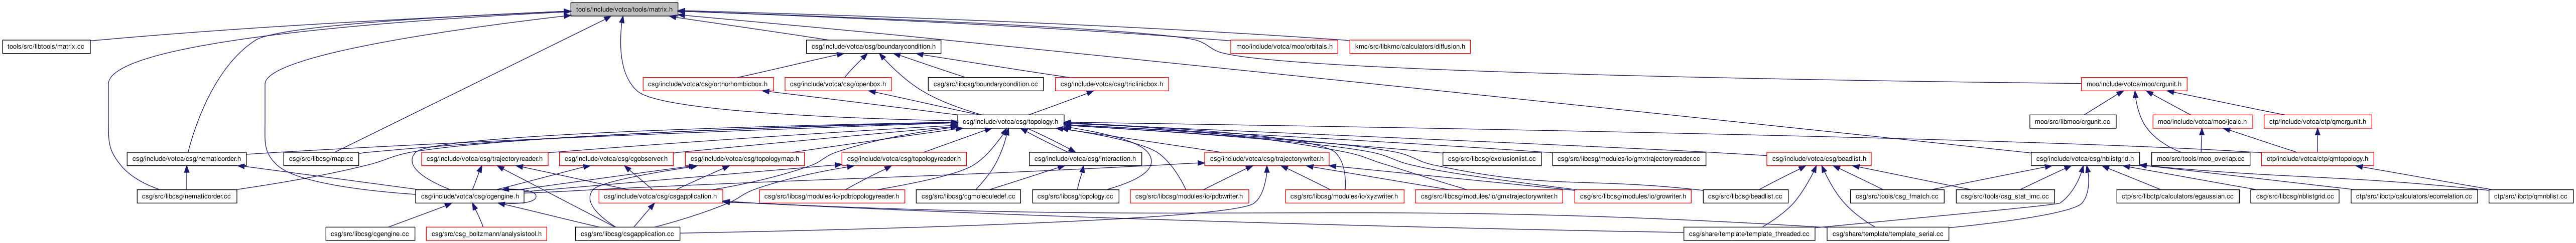 tools/include/votca/tools/matrix.h
tools/src/libtools/matrix.cc
csg/include/votca/csg/boundarycondition.h
moo/include/votca/moo/orbitals.h
kmc/src/libkmc/calculators/diffusion.h
csg/include/votca/csg/orthorhombicbox.h
csg/include/votca/csg/openbox.h
csg/src/libcsg/boundarycondition.cc
csg/include/votca/csg/triclinicbox.h
moo/include/votca/moo/crgunit.h
csg/include/votca/csg/topology.h
moo/src/libmoo/crgunit.cc
moo/include/votca/moo/jcalc.h
ctp/include/votca/ctp/qmcrgunit.h
csg/include/votca/csg/nematicorder.h
csg/src/libcsg/map.cc
csg/include/votca/csg/trajectoryreader.h
csg/include/votca/csg/cgobserver.h
csg/include/votca/csg/topologymap.h
csg/include/votca/csg/topologyreader.h
csg/include/votca/csg/interaction.h
csg/include/votca/csg/trajectorywriter.h
csg/src/libcsg/exclusionlist.cc
csg/src/libcsg/modules/io/gmxtrajectoryreader.cc
csg/include/votca/csg/beadlist.h
csg/include/votca/csg/nblistgrid.h
moo/src/tools/moo_overlap.cc
ctp/include/votca/ctp/qmtopology.h
csg/src/libcsg/nematicorder.cc
csg/include/votca/csg/cgengine.h
csg/include/votca/csg/csgapplication.h
csg/src/libcsg/modules/io/pdbtopologyreader.h
csg/src/libcsg/cgmoleculedef.cc
csg/src/libcsg/topology.cc
csg/src/libcsg/modules/io/pdbwriter.h
csg/src/libcsg/modules/io/xyzwriter.h
csg/src/libcsg/modules/io/gmxtrajectorywriter.h
csg/src/libcsg/modules/io/growriter.h
csg/src/libcsg/beadlist.cc
csg/src/tools/csg_fmatch.cc
csg/src/tools/csg_stat_imc.cc
ctp/src/libctp/calculators/egaussian.cc
csg/src/libcsg/nblistgrid.cc
ctp/src/libctp/calculators/ecorrelation.cc
ctp/src/libctp/qmnblist.cc
csg/src/libcsg/cgengine.cc
csg/src/csg_boltzmann/analysistool.h
csg/src/libcsg/csgapplication.cc
csg/share/template/template_threaded.cc
csg/share/template/template_serial.cc